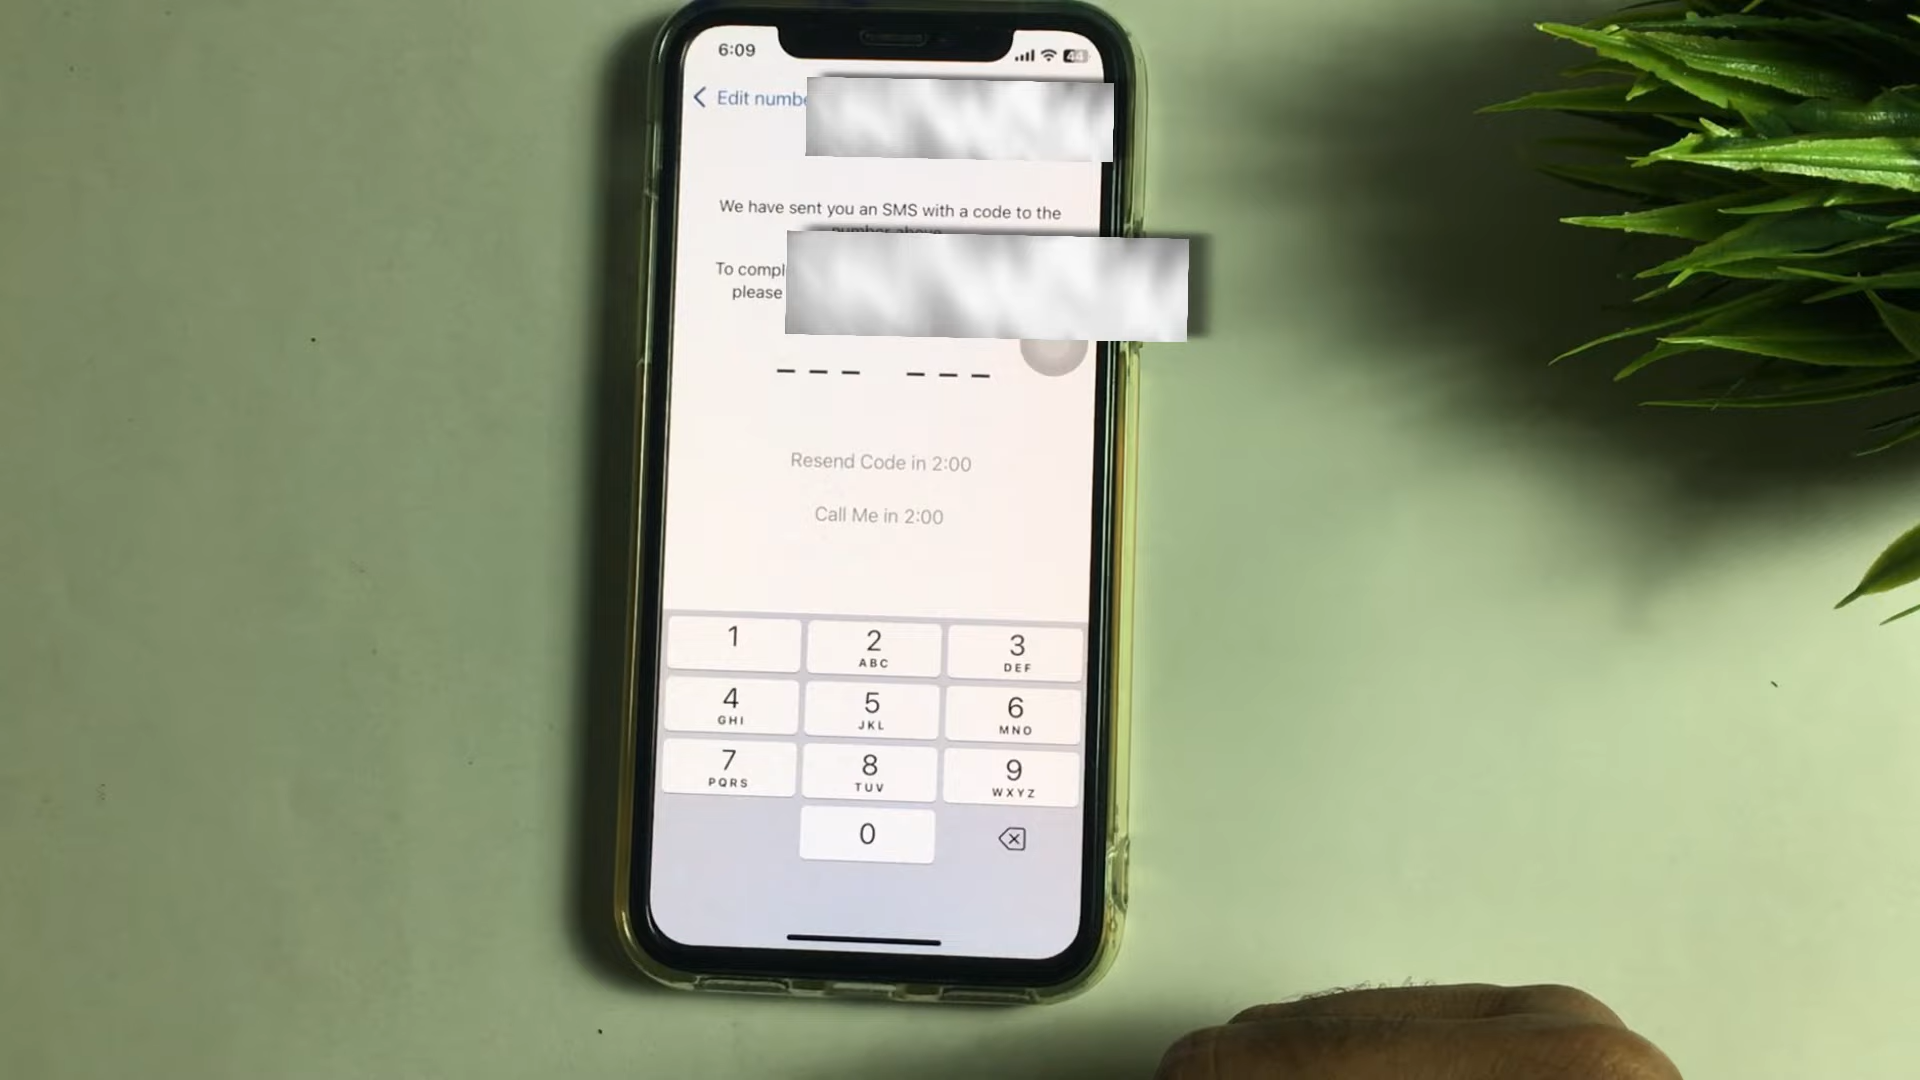 6:09
44
Edit
We have sent you an SMS with a code to the
number above
To
please
Resend Code in 2:00
Call Me in 2:00
1
2
ABC
3
DEF
4
GHI
5
JKL
6
MNO
7
PQRS
8
TUV
9
WXYZ
0